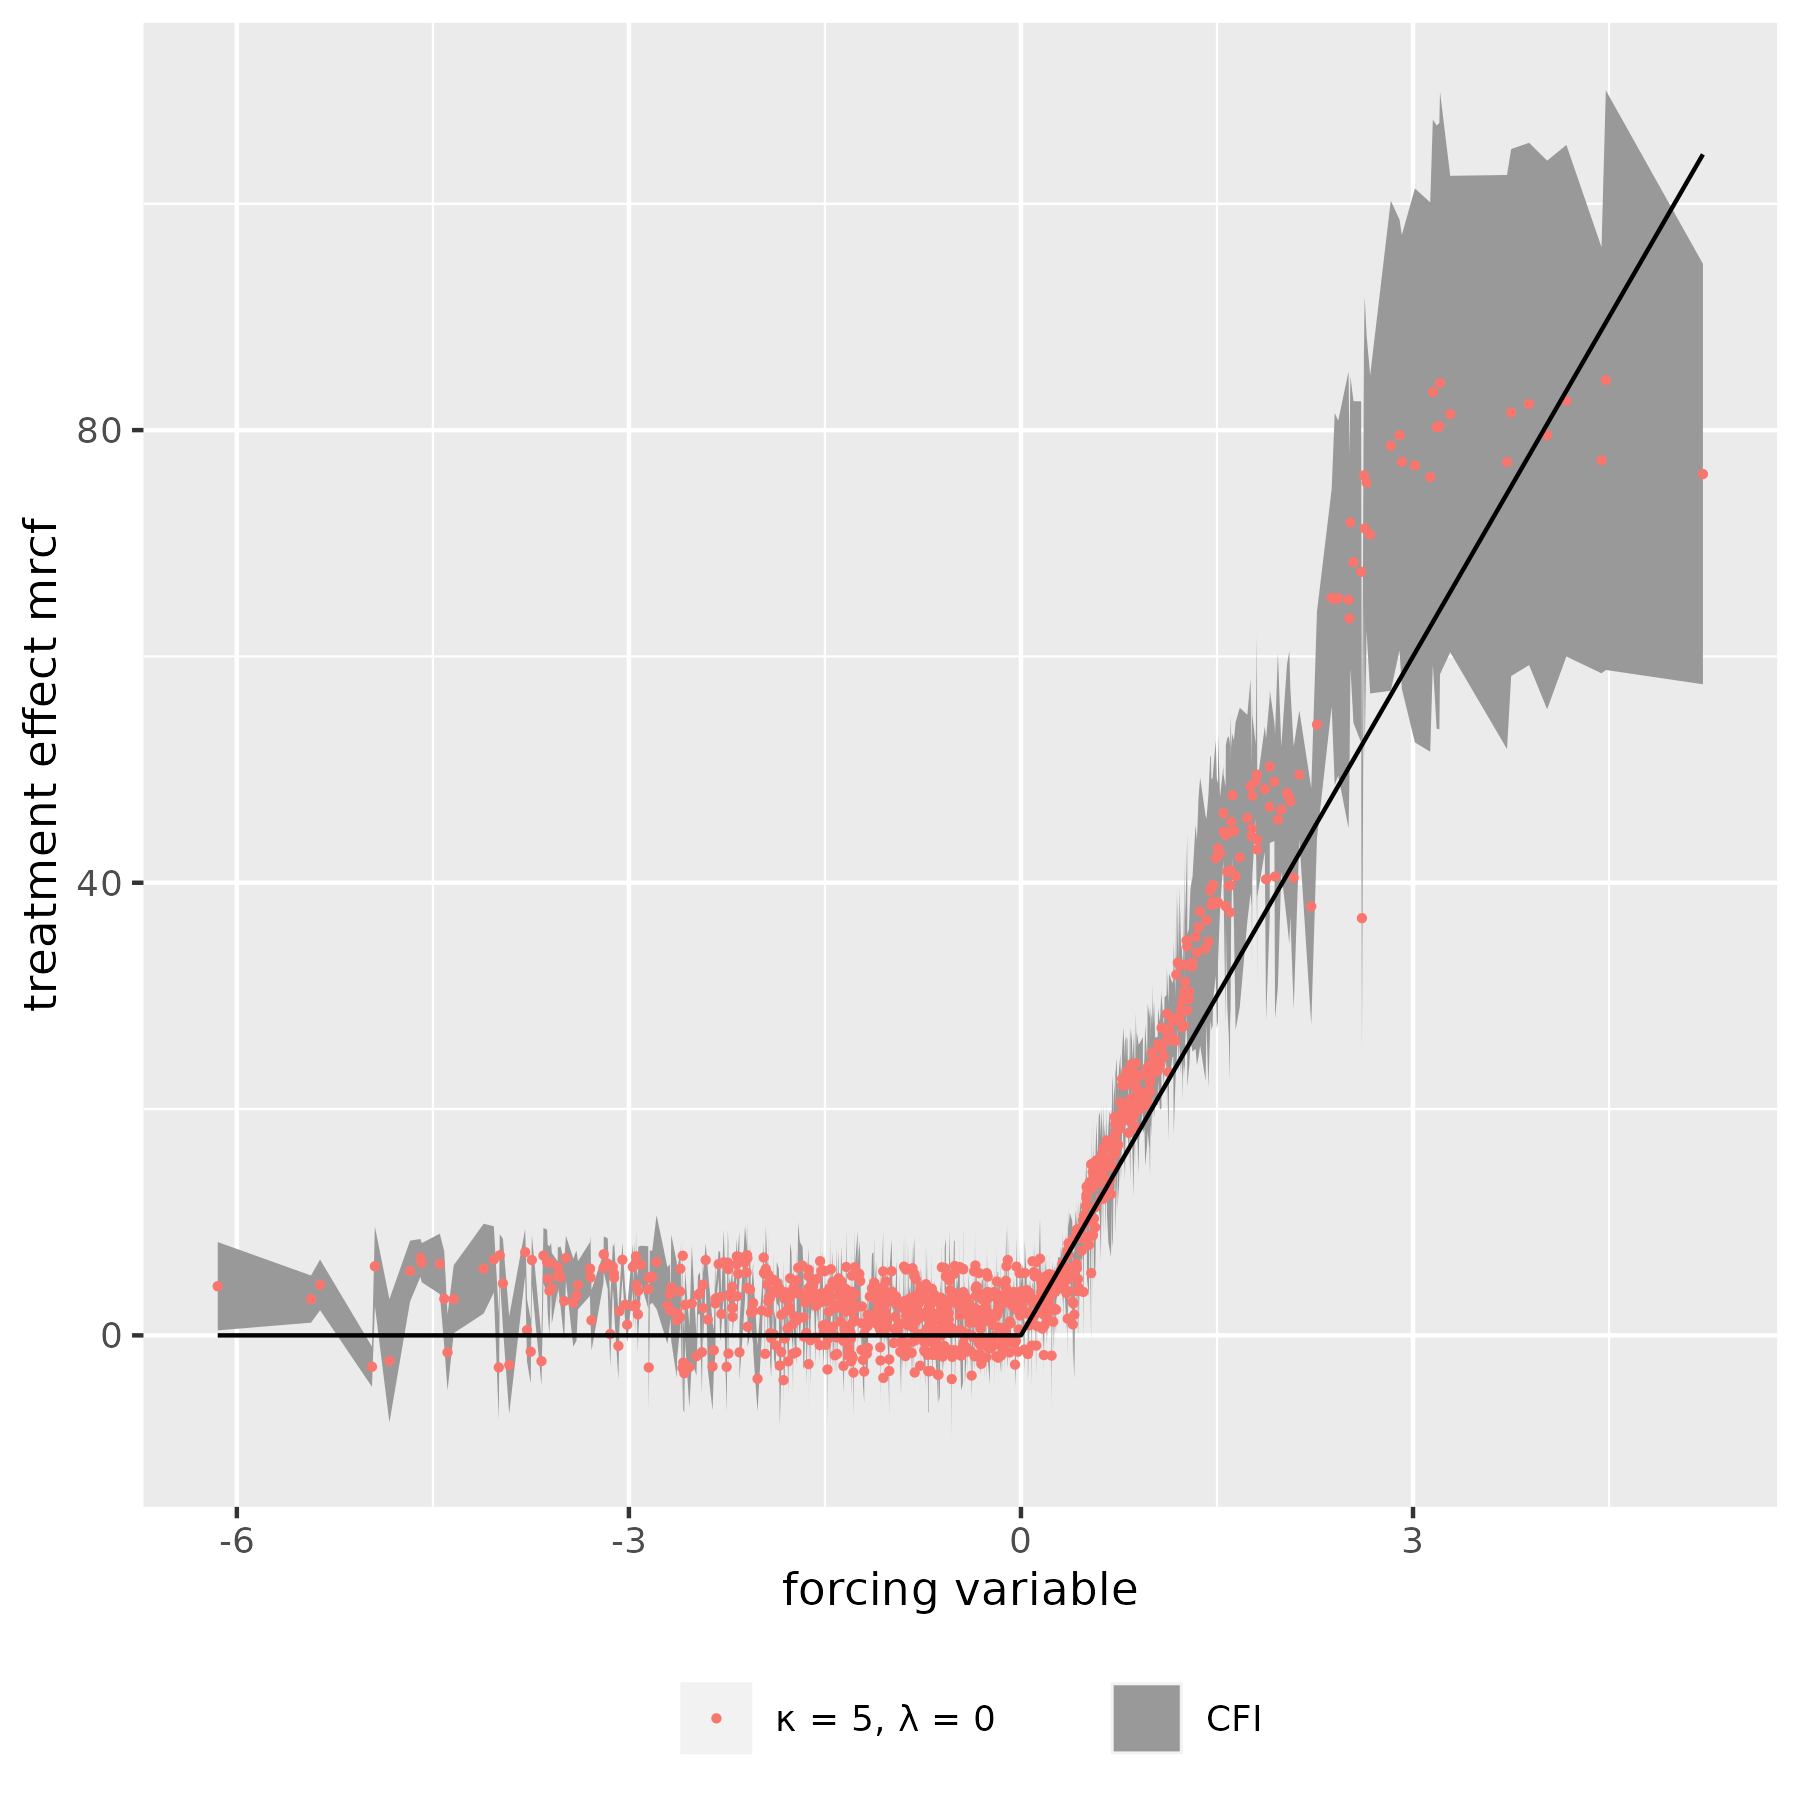 treatment effect mrcf
80
40
0
-6
-3
0
3
forcing variable
κ = 5, λ = 0
CFI